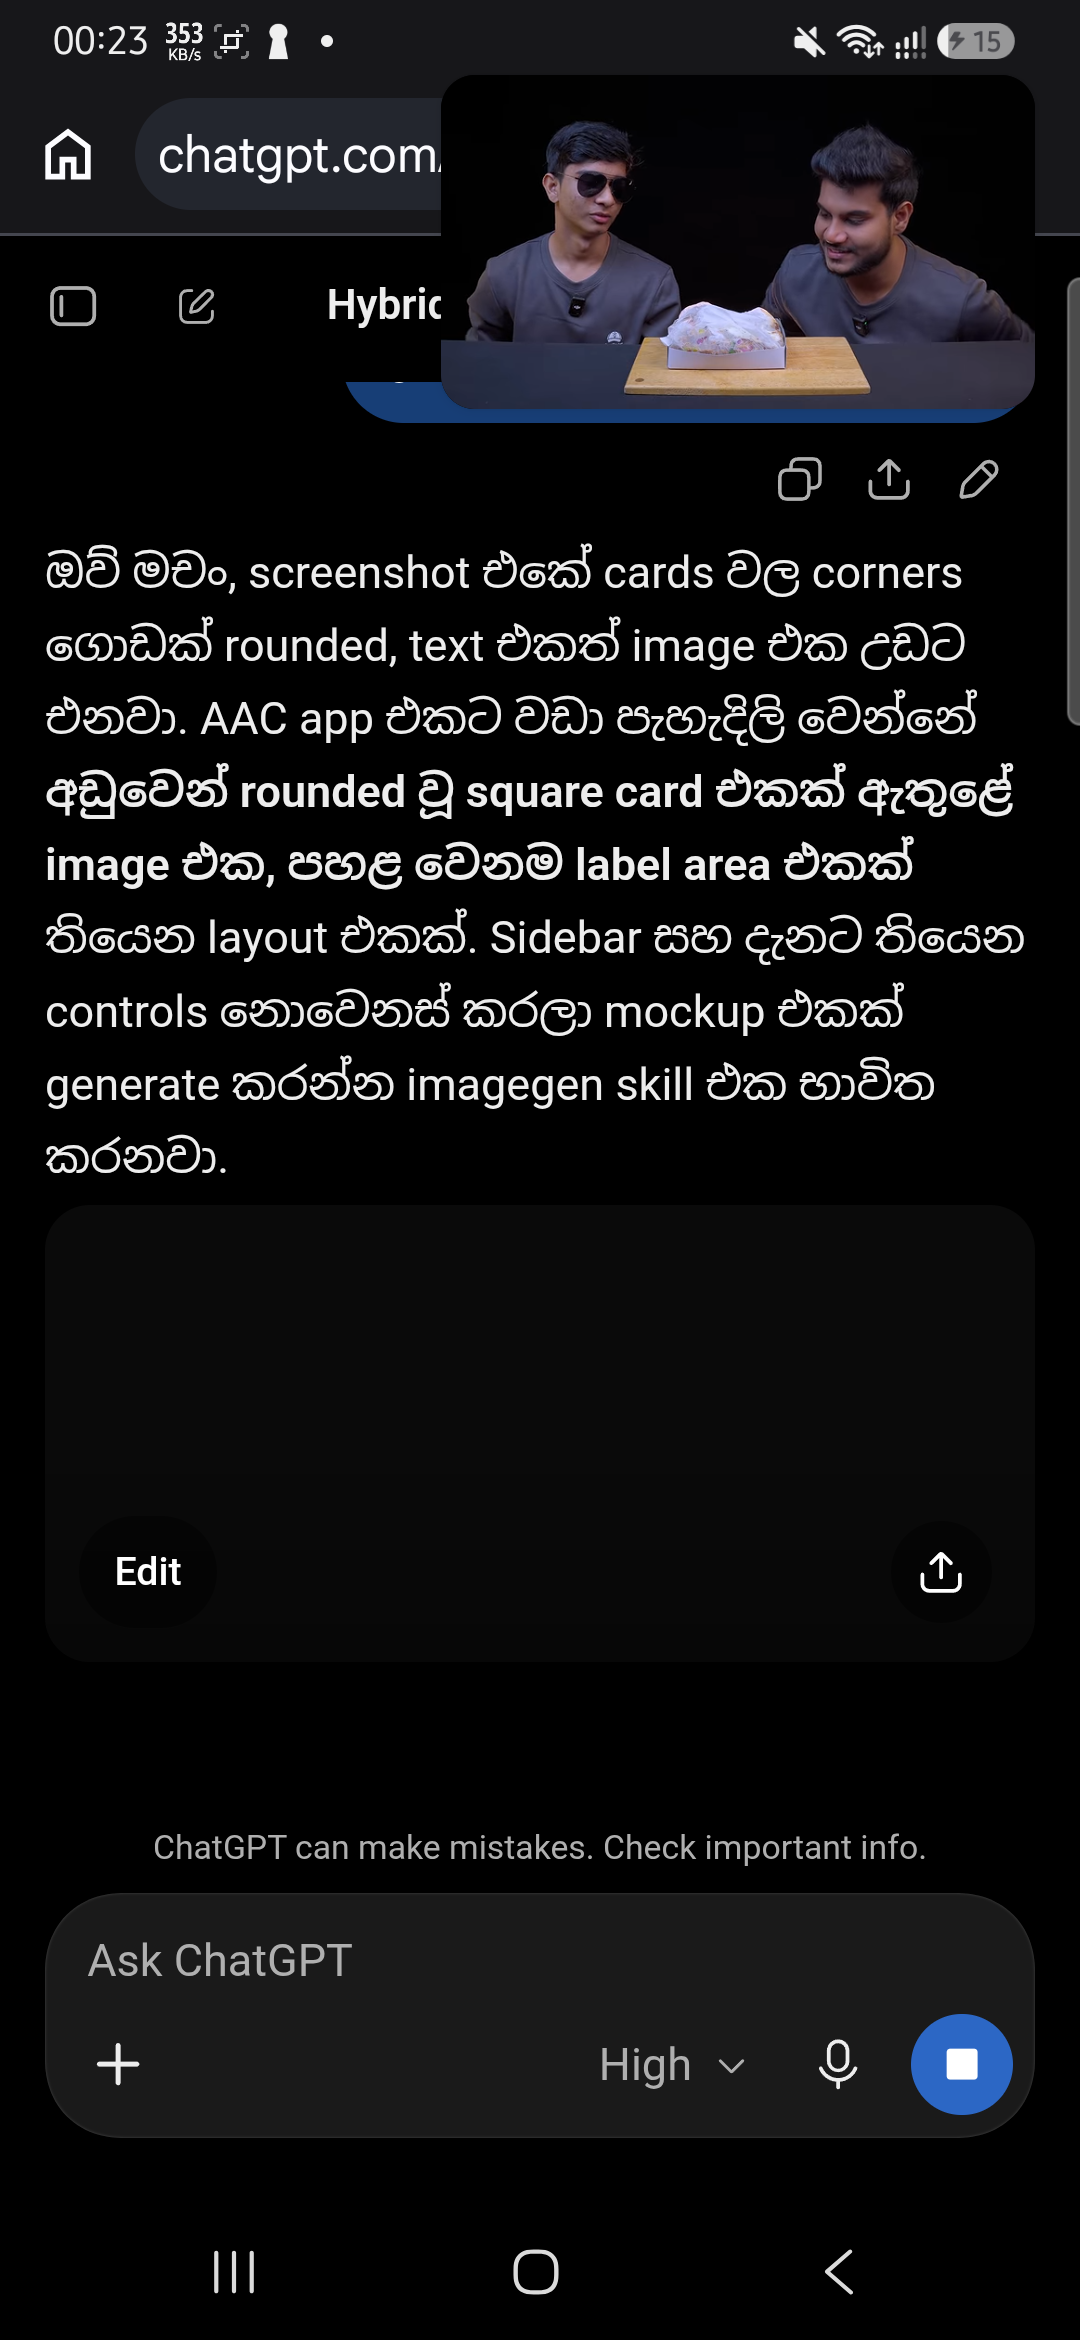 00:23
353
KB/s
15
chatgpt.com
Hybrid
ඔව් මචං, screenshot එකේ cards වල corners
ගොඩක් rounded, text එකත් image එක උඩට
එනවා. AAC app එකට වඩා පැහැදිලි වෙන්නේ
අඩුවෙන් rounded වූ square card එකක් ඇතුළේ
image එක, පහළ වෙනම label area එකක්
තියෙන layout එකක්. Sidebar සහ දැනට තියෙන
controls නොවෙනස් කරලා mockup එකක්
generate කරන්න imagegen skill එක භාවිත
කරනවා.
Edit
ChatGPT can make mistakes. Check important info.
Ask ChatGPT
High